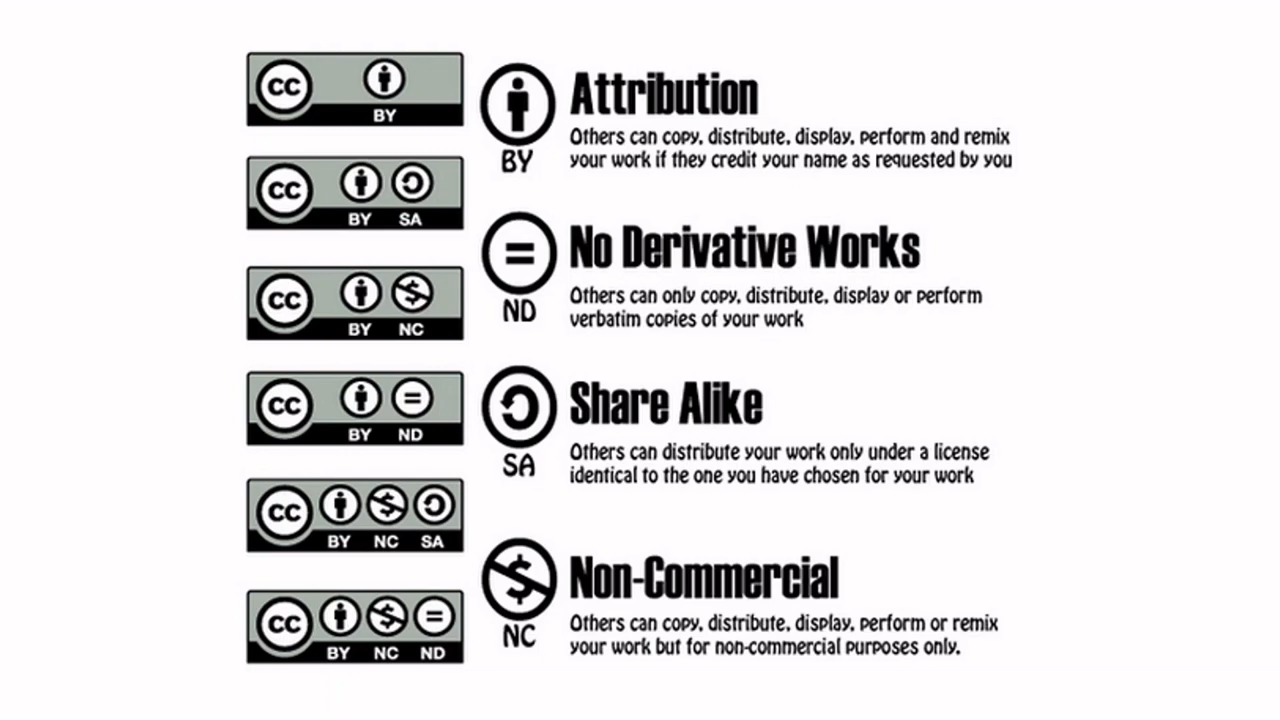 CC
BY
Attribution
Others can copy, distribute, display, perform and remix
your work if they credit your name as requested by you
BY
CC
BY SA
No Derivative Works
Others can only copy, distribute, display or perform
verbatim copies of your work
ND
CC
BY NC
Share Alike
Others can distribute your work only under a license
identical to the one you have chosen for your work
SA
CC
BY ND
CC
BY NC SA
Non-Commercial
Others can copy, distribute, display, perform or remix
your work but for non-commercial purposes only.
NC
CC
BY NC ND